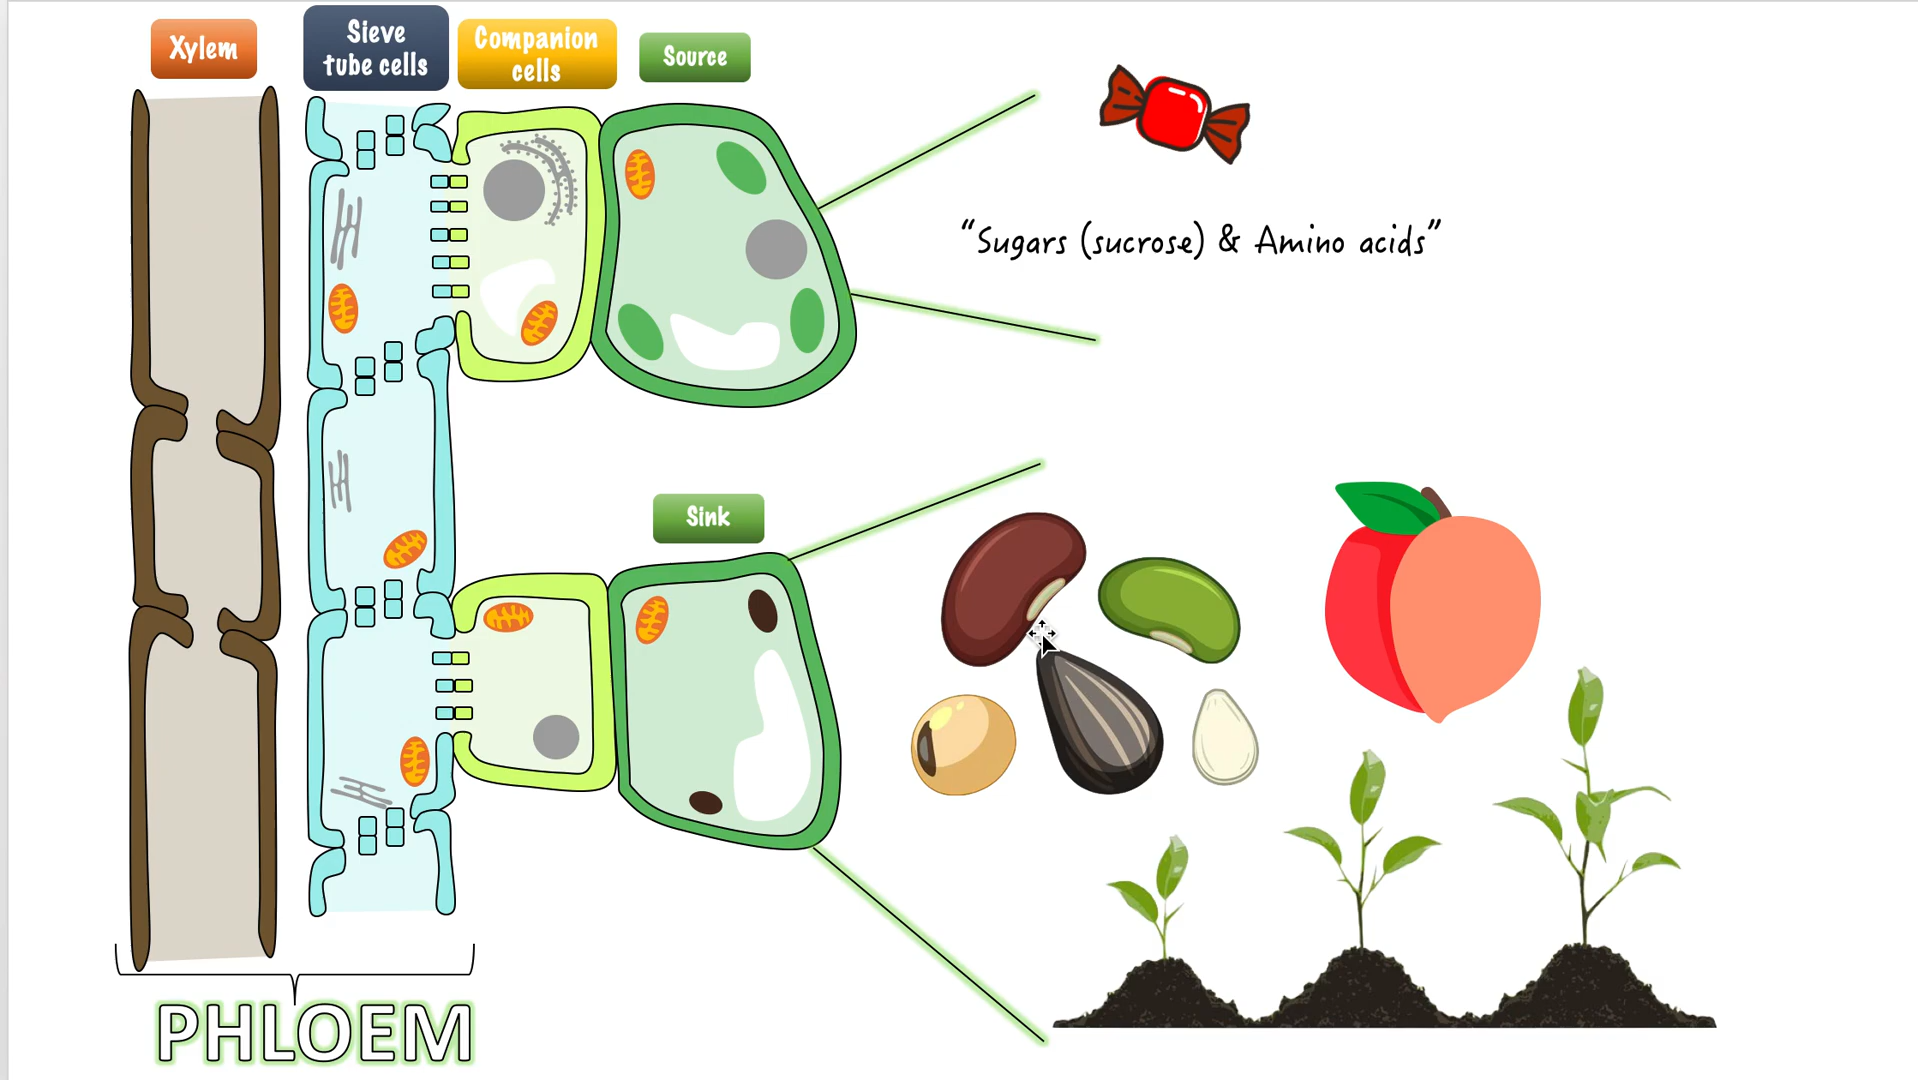 Xylem
Sieve
tube cells
Companion
cells
Source
"Sugars (sucrose) & Amino acids"
Sink
PHLOEM